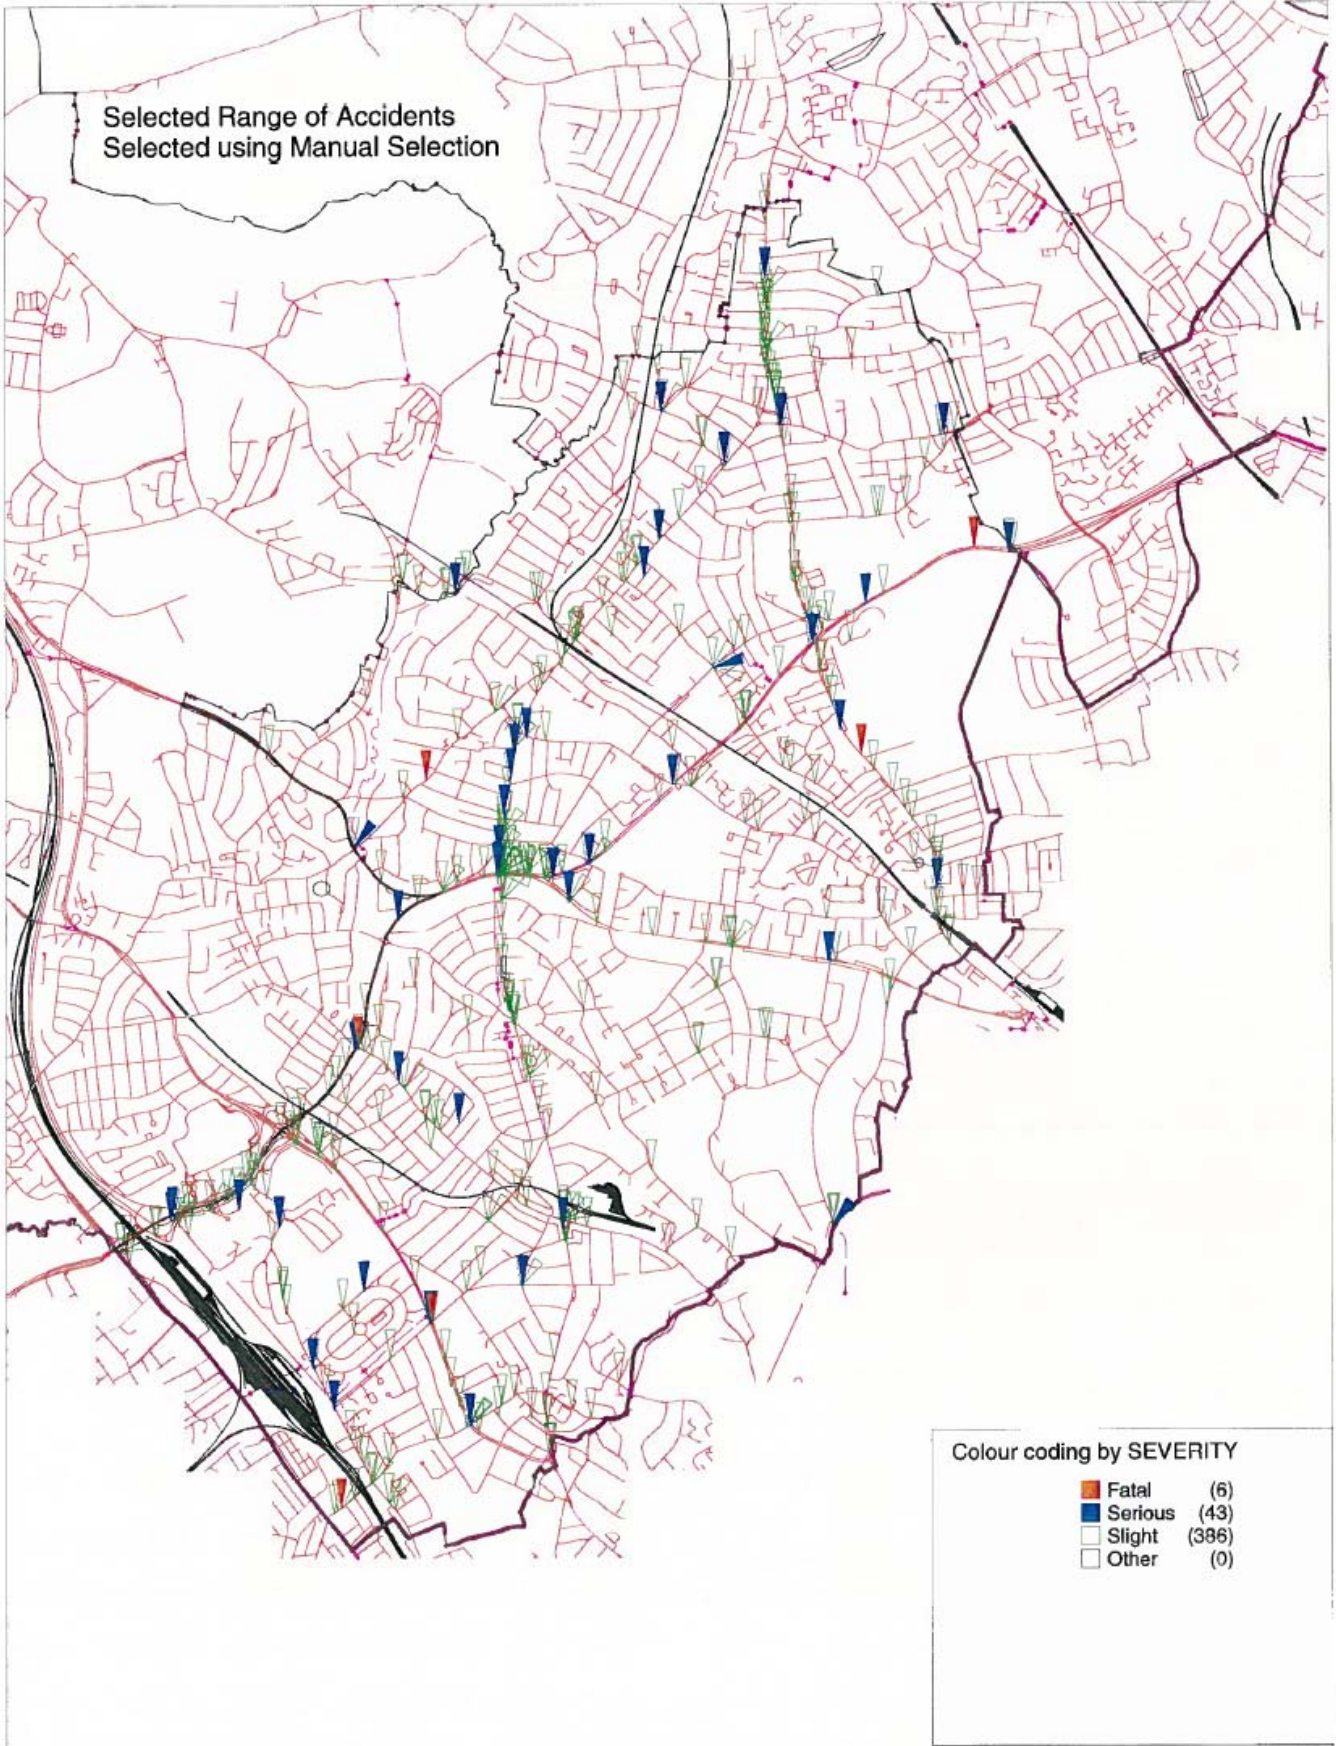 Selected Range of Accidents
Selected using Manual Selection
Colour coding by SEVERITY
Fatal (6)
Serious (43)
Slight (386)
Other (0)